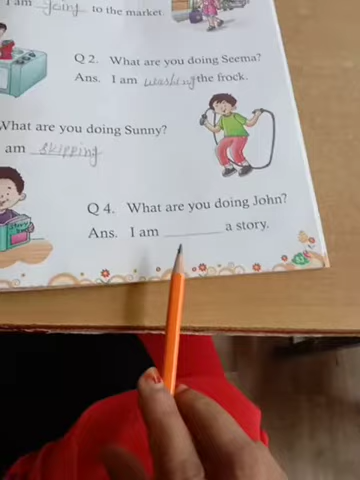 I am going to the market.
Q 2. What are you doing Seema?
Ans. I am washing the frock.
What are you doing Sunny?
am skipping
Q 4. What are you doing John?
Ans. I am ________ a story.